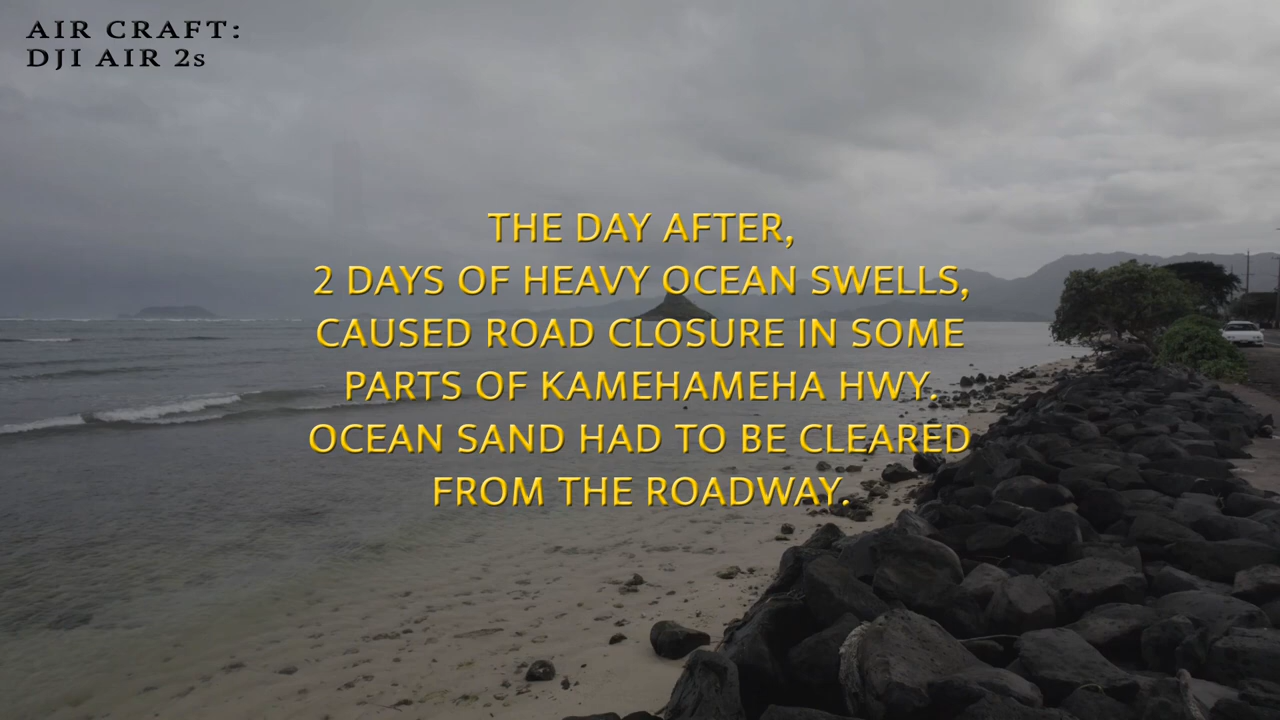 AIR CRAFT:
DJI AIR 2s
THE DAY AFTER,
2 DAYS OF HEAVY OCEAN SWELLS,
CAUSED ROAD CLOSURE IN SOME
PARTS OF KAMEHAMEHA HWY.
OCEAN SAND HAD TO BE CLEARED
FROM THE ROADWAY.